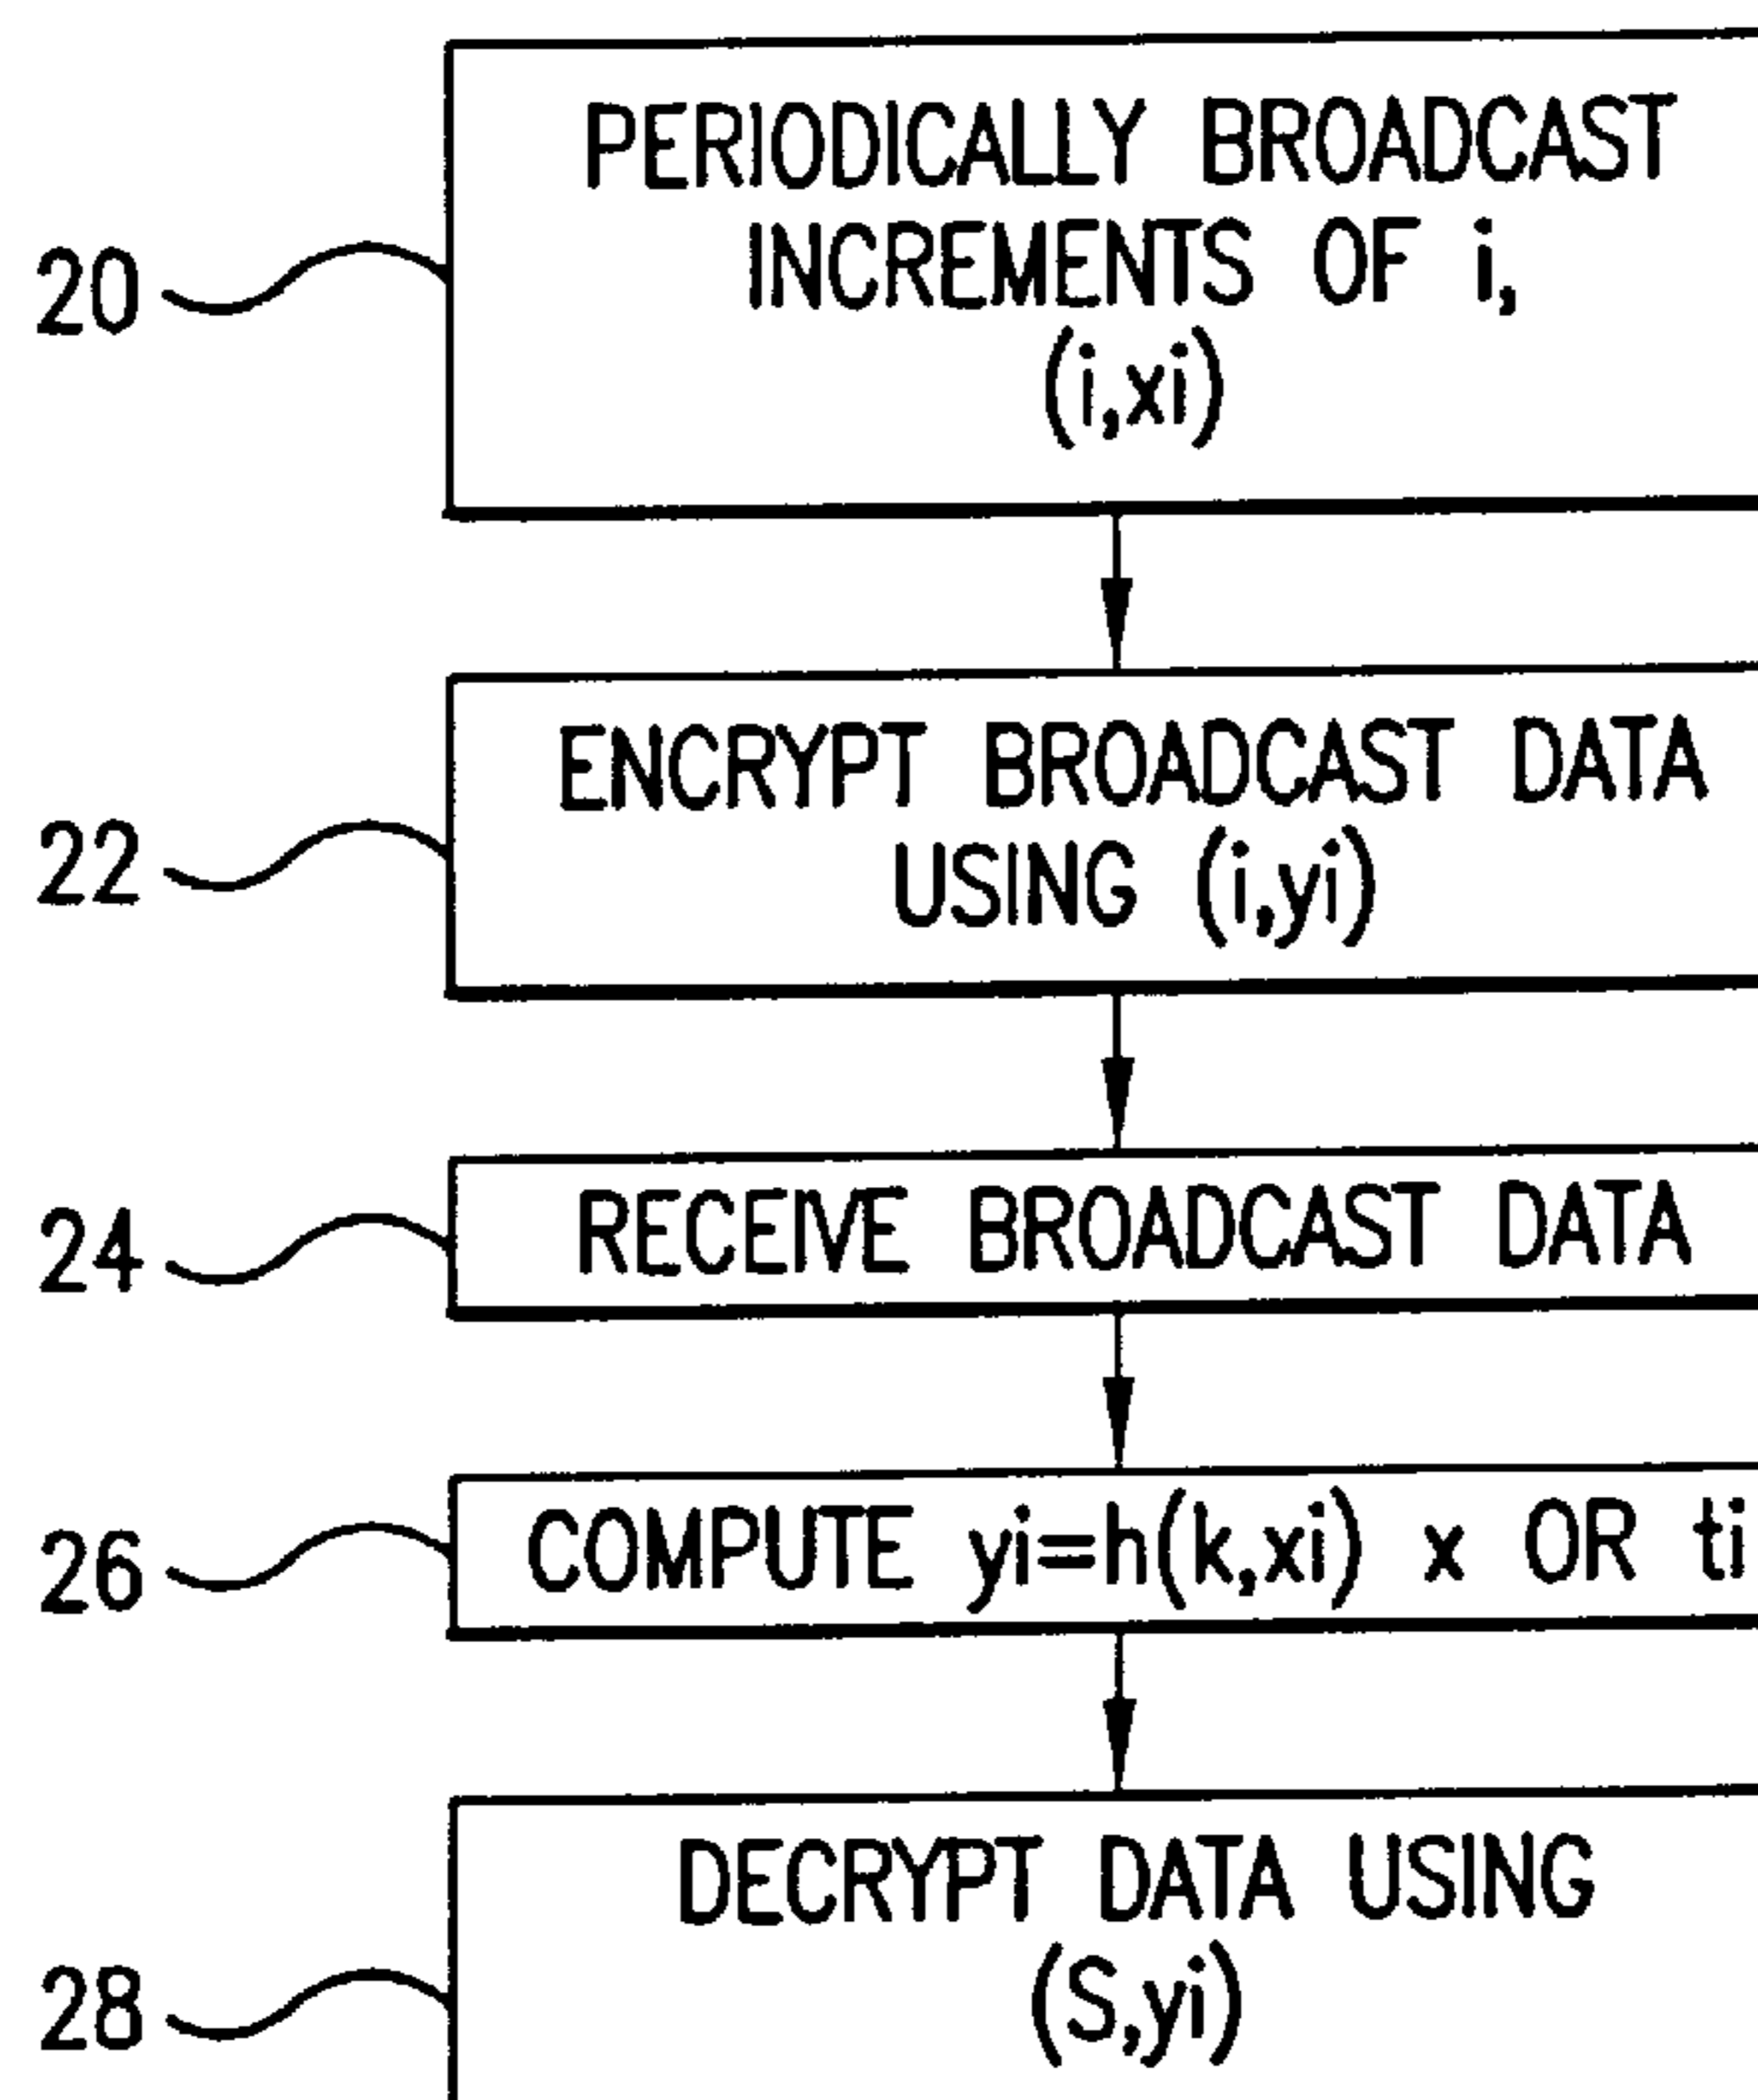 PERIODICALLY BROADCAST
INCREMENTS OF i,
(i,xi)
20
ENCRYPT BROADCAST DATA
USING (i,yi)
22
RECEIVE BROADCAST DATA
24
COMPUTE yi=h(k,xi) x OR ti
26
DECRYPT DATA USING
(S,yi)
28